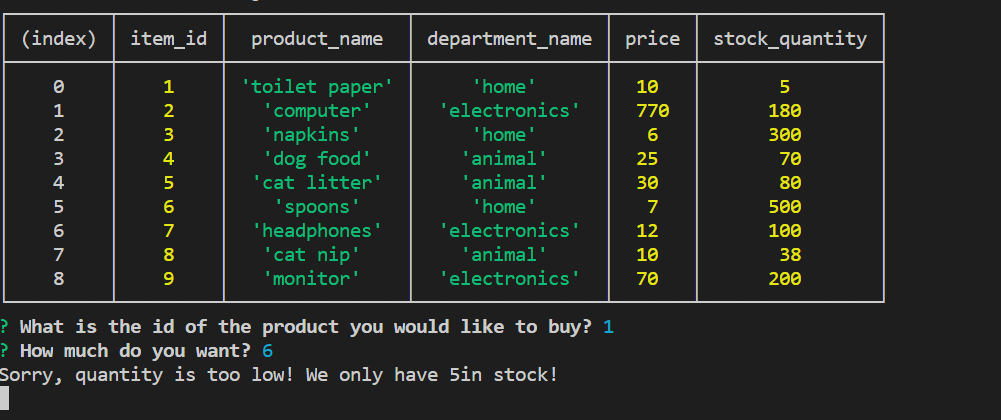 (index) item_id product_name department_name price stock_quantity
0 1 'toilet paper' 'home' 10 5
1 2 'computer' 'electronics' 770 180
2 3 'napkins' 'home' 6 300
3 4 'dog food' 'animal' 25 70
4 5 'cat litter' 'animal' 30 80
5 6 'spoons' 'home' 7 500
6 7 'headphones' 'electronics' 12 100
7 8 'cat nip' 'animal' 10 38
8 9 'monitor' 'electronics' 70 200
? What is the id of the product you would like to buy? 1
? How much do you want? 6
Sorry, quantity is too low! We only have 5in stock!